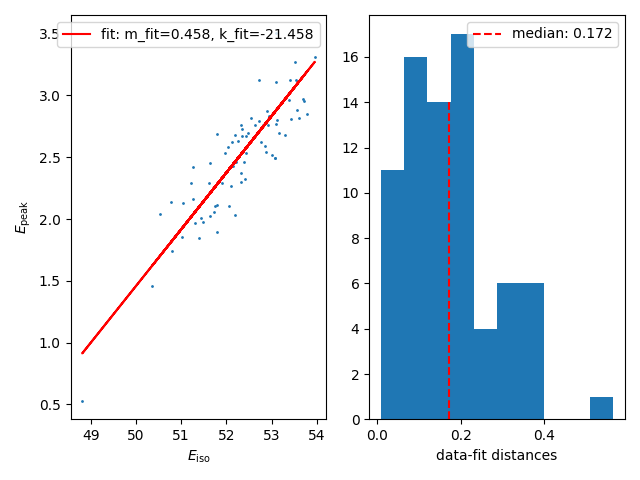 fit: m_fit=0.458, k_fit=-21.458
3.5
3.0
2.5
2.0
1.5
1.0
0.5
E_peak
49 50 51 52 53 54
E_iso
median: 0.172
16
14
12
10
8
6
4
2
0
0.0 0.2 0.4
data-fit distances